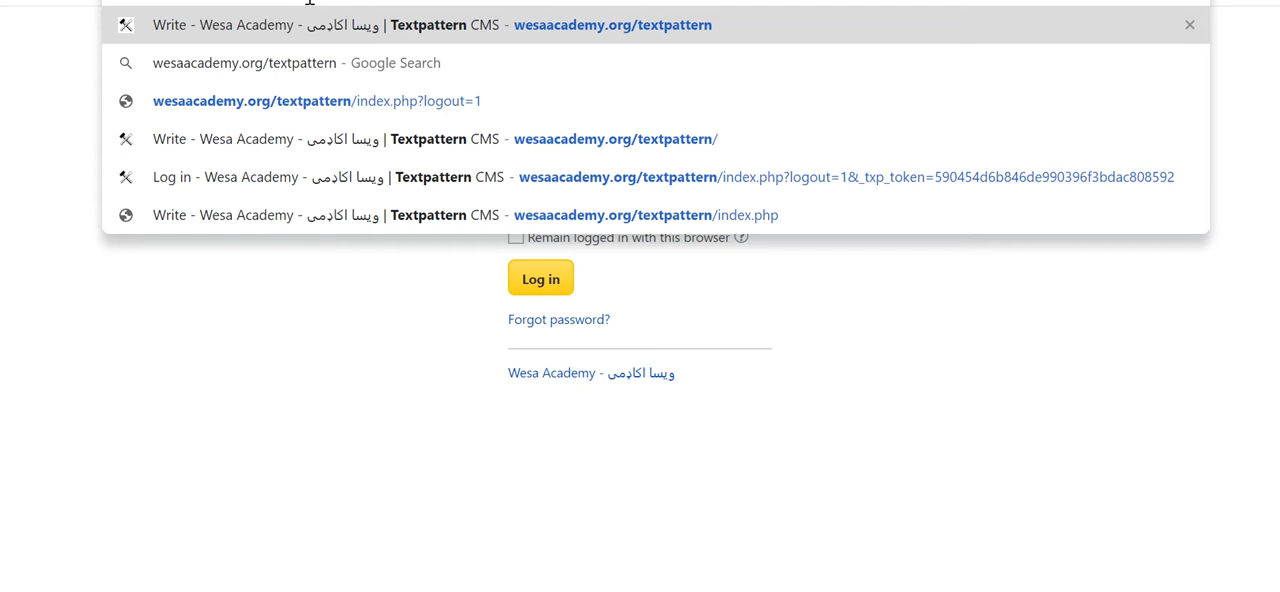 Write - Wesa Academy - ویسا اکاډمی | Textpattern CMS - wesaacademy.org/textpattern
wesaacademy.org/textpattern - Google Search
wesaacademy.org/textpattern/index.php?logout=1
Write - Wesa Academy - ویسا اکاډمی | Textpattern CMS - wesaacademy.org/textpattern/
Log in - Wesa Academy - ویسا اکاډمی | Textpattern CMS - wesaacademy.org/textpattern/index.php?logout=1&_txp_token=590454d6b846de990396f3bdac808592
Write - Wesa Academy - ویسا اکاډمی | Textpattern CMS - wesaacademy.org/textpattern/index.php
Remain logged in with this browser ?
Log in
Forgot password?
Wesa Academy - ویسا اکاډمی